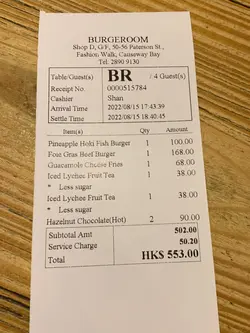 BURGEROOM
Shop D, G/F, 50-56 Paterson St.,
Fashion Walk, Causeway Bay
Tel. 2890 9130
Table/Guest(s) BR / 4 Guest(s)
Receipt No. 0000515784
Cashier Shan
Arrival Time 2022/08/15 17:43:39
Settle Time 2022/08/15 18:40:45
Item(s) Qty Amount
Pineapple Hoki Fish Burger 1 100.00
Foie Gras Beef Burger 1 168.00
Guacamole Cheese Fries 1 68.00
Iced Lychee Fruit Tea 1 38.00
* Less sugar
Iced Lychee Fruit Tea 1 38.00
* Less sugar
Hazelnut Chocolate(Hot) 2 90.00
Subtotal Amt 502.00
Service Charge 50.20
Total HK$ 553.00